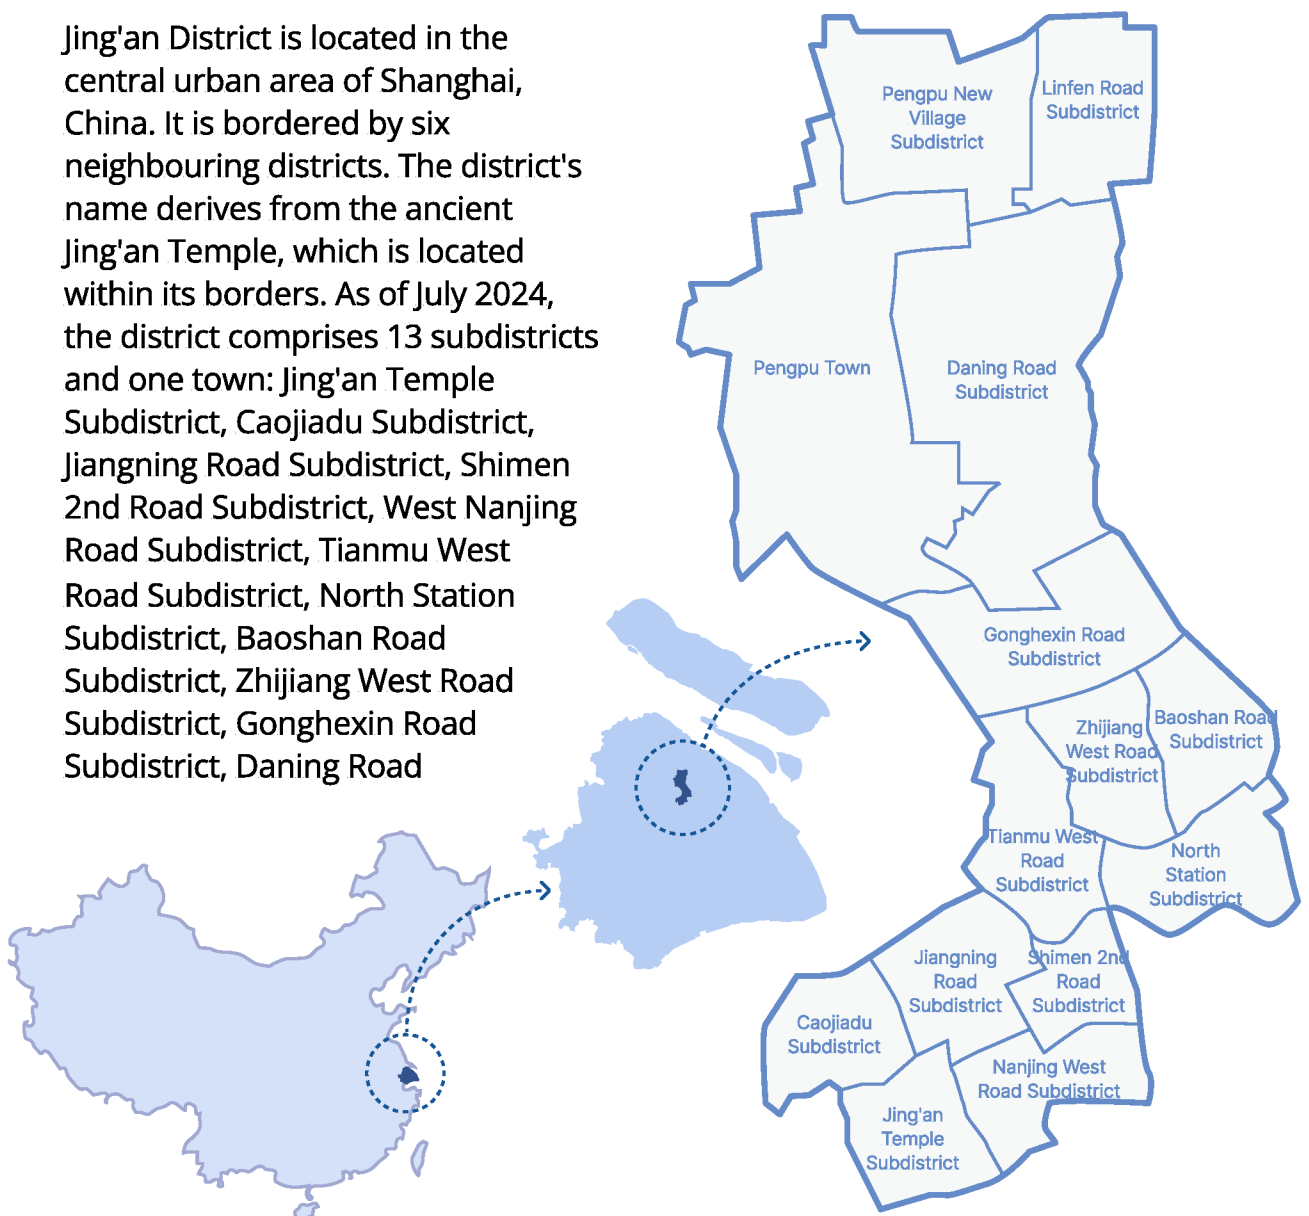 Jing'an District is located in the
central urban area of Shanghai,
China. It is bordered by six
neighbouring districts. The district's
name derives from the ancient
Jing'an Temple, which is located
within its borders. As of July 2024,
the district comprises 13 subdistricts
and one town: Jing'an Temple
Subdistrict, Caojiadu Subdistrict,
Jiangning Road Subdistrict, Shimen
2nd Road Subdistrict, West Nanjing
Road Subdistrict, Tianmu West
Road Subdistrict, North Station
Subdistrict, Baoshan Road
Subdistrict, Zhijiang West Road
Subdistrict, Gonghexin Road
Subdistrict, Daning Road
Pengpu New
Village
Subdistrict
Linfen Road
Subdistrict
Pengpu Town
Daning Road
Subdistrict
Gonghexin Road
Subdistrict
Zhijiang
West Road
Subdistrict
Baoshan Road
Subdistrict
Tianmu West
Road
Subdistrict
North
Station
Subdistrict
Jiangning
Road
Subdistrict
Shimen 2nd
Road
Subdistrict
Caojiadu
Subdistrict
Nanjing West
Road Subdistrict
Jing'an
Temple
Subdistrict